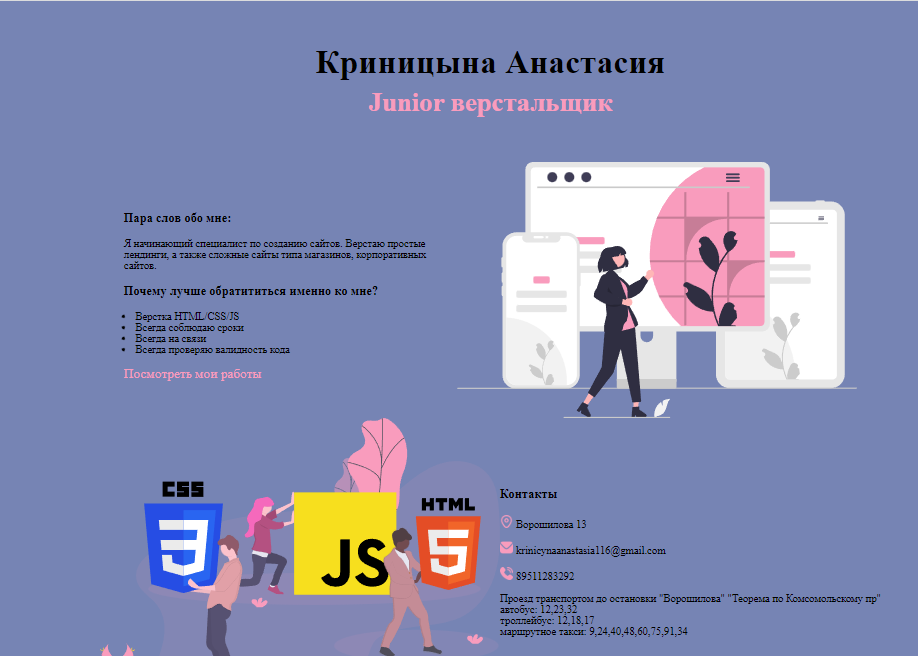 Криницына Анастасия
Junior верстальщик
Пара слов обо мне:
Я начинающий специалист по созданию сайтов. Верстаю простые
лендинги, а также сложные сайты типа магазинов, корпоративных
сайтов.
Почему лучше обратититься именно ко мне?
Верстка HTML/CSS/JS
Всегда соблюдаю сроки
Всегда на связи
Всегда проверяю валидность кода
Посмотреть мои работы
CSS
JS
HTML
Контакты
Ворошилова 13
krinicynaanastasia116@gmail.com
89511283292
Проезд транспортом до остановки "Ворошилова" "Теорема по Комсомольскому пр"
автобус: 12,23,32
троллейбус: 12,18,17
маршрутное такси: 9,24,40,48,60,75,91,34